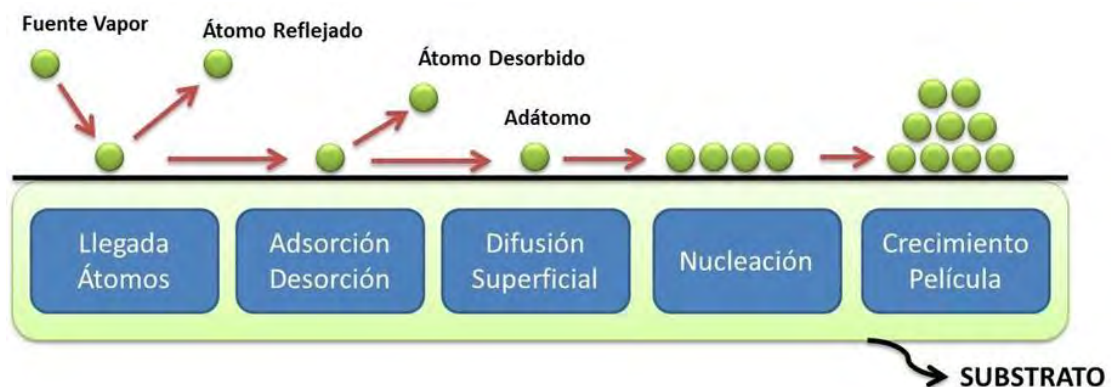 Fuente Vapor
Átomo Reflejado
Átomo Desorbido
Adátomo
Llegada
Átomos
Adsorción
Desorción
Difusión
Superficial
Nucleación
Crecimiento
Película
SUBSTRATO